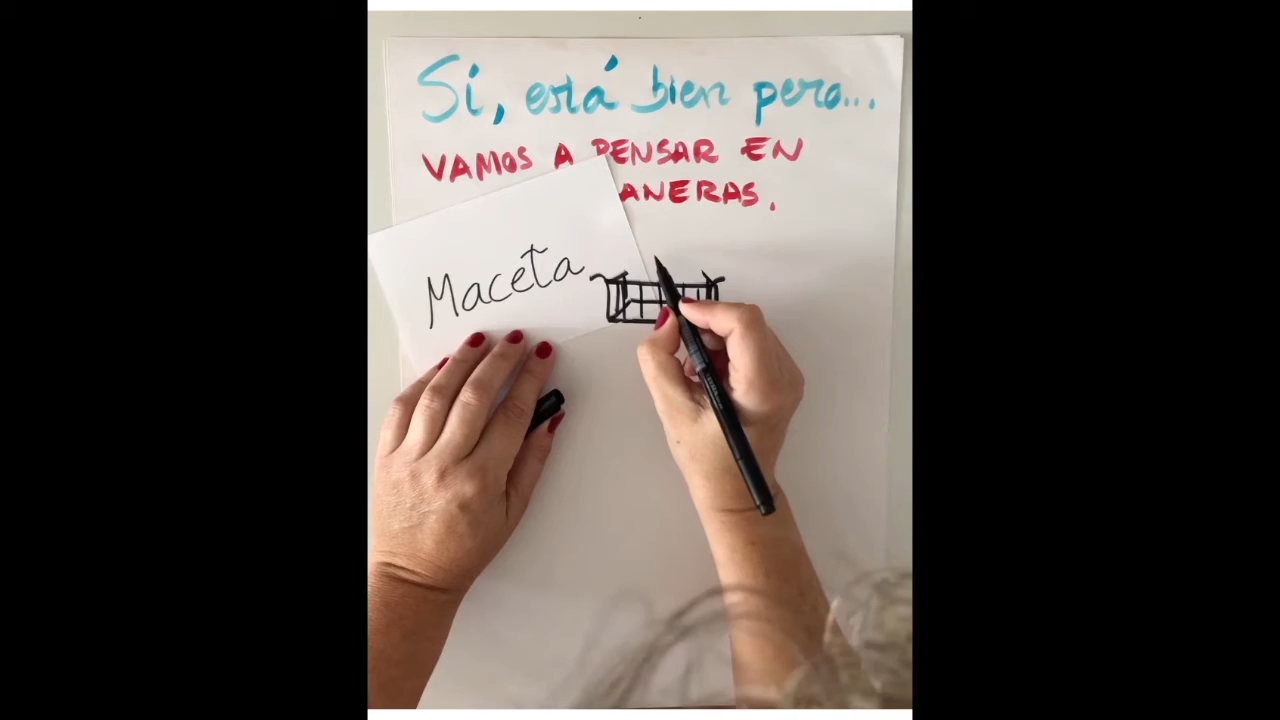 Sí, está bien pero...
VAMOS A PENSAR EN
ANERAS.
Maceta